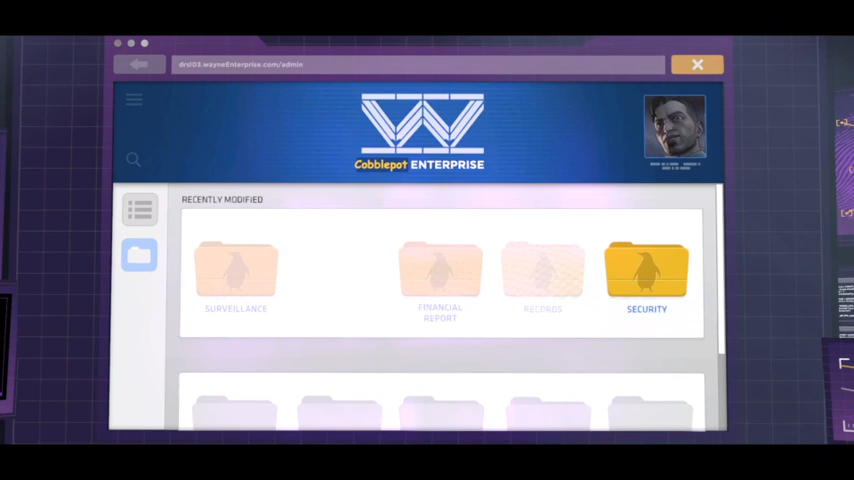 drsl03.wayneEnterprise.com/admin
Cobblepot ENTERPRISE
RECENTLY MODIFIED
SURVEILLANCE
FINANCIAL
REPORT
RECORDS
SECURITY